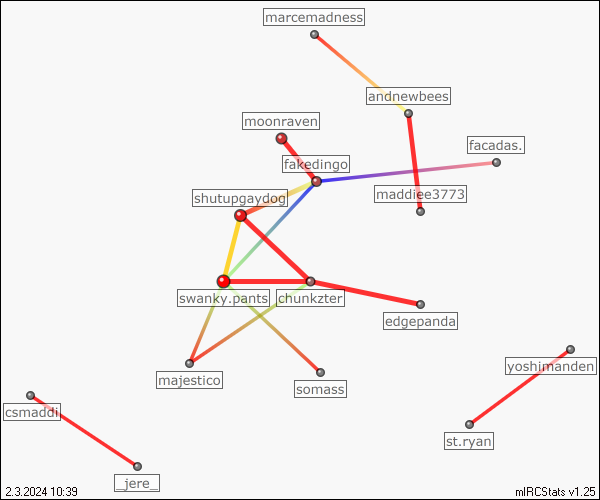 marcemadness
andnewbees
moonraven
facadas.
fakedingo
maddiee3773
shutupgaydog
swanky.pants
chunkzter
edgepanda
yoshimanden
majestico
somass
csmaddi
st.ryan
_jere_
2.3.2024 10:39
mIRCStats v1.25